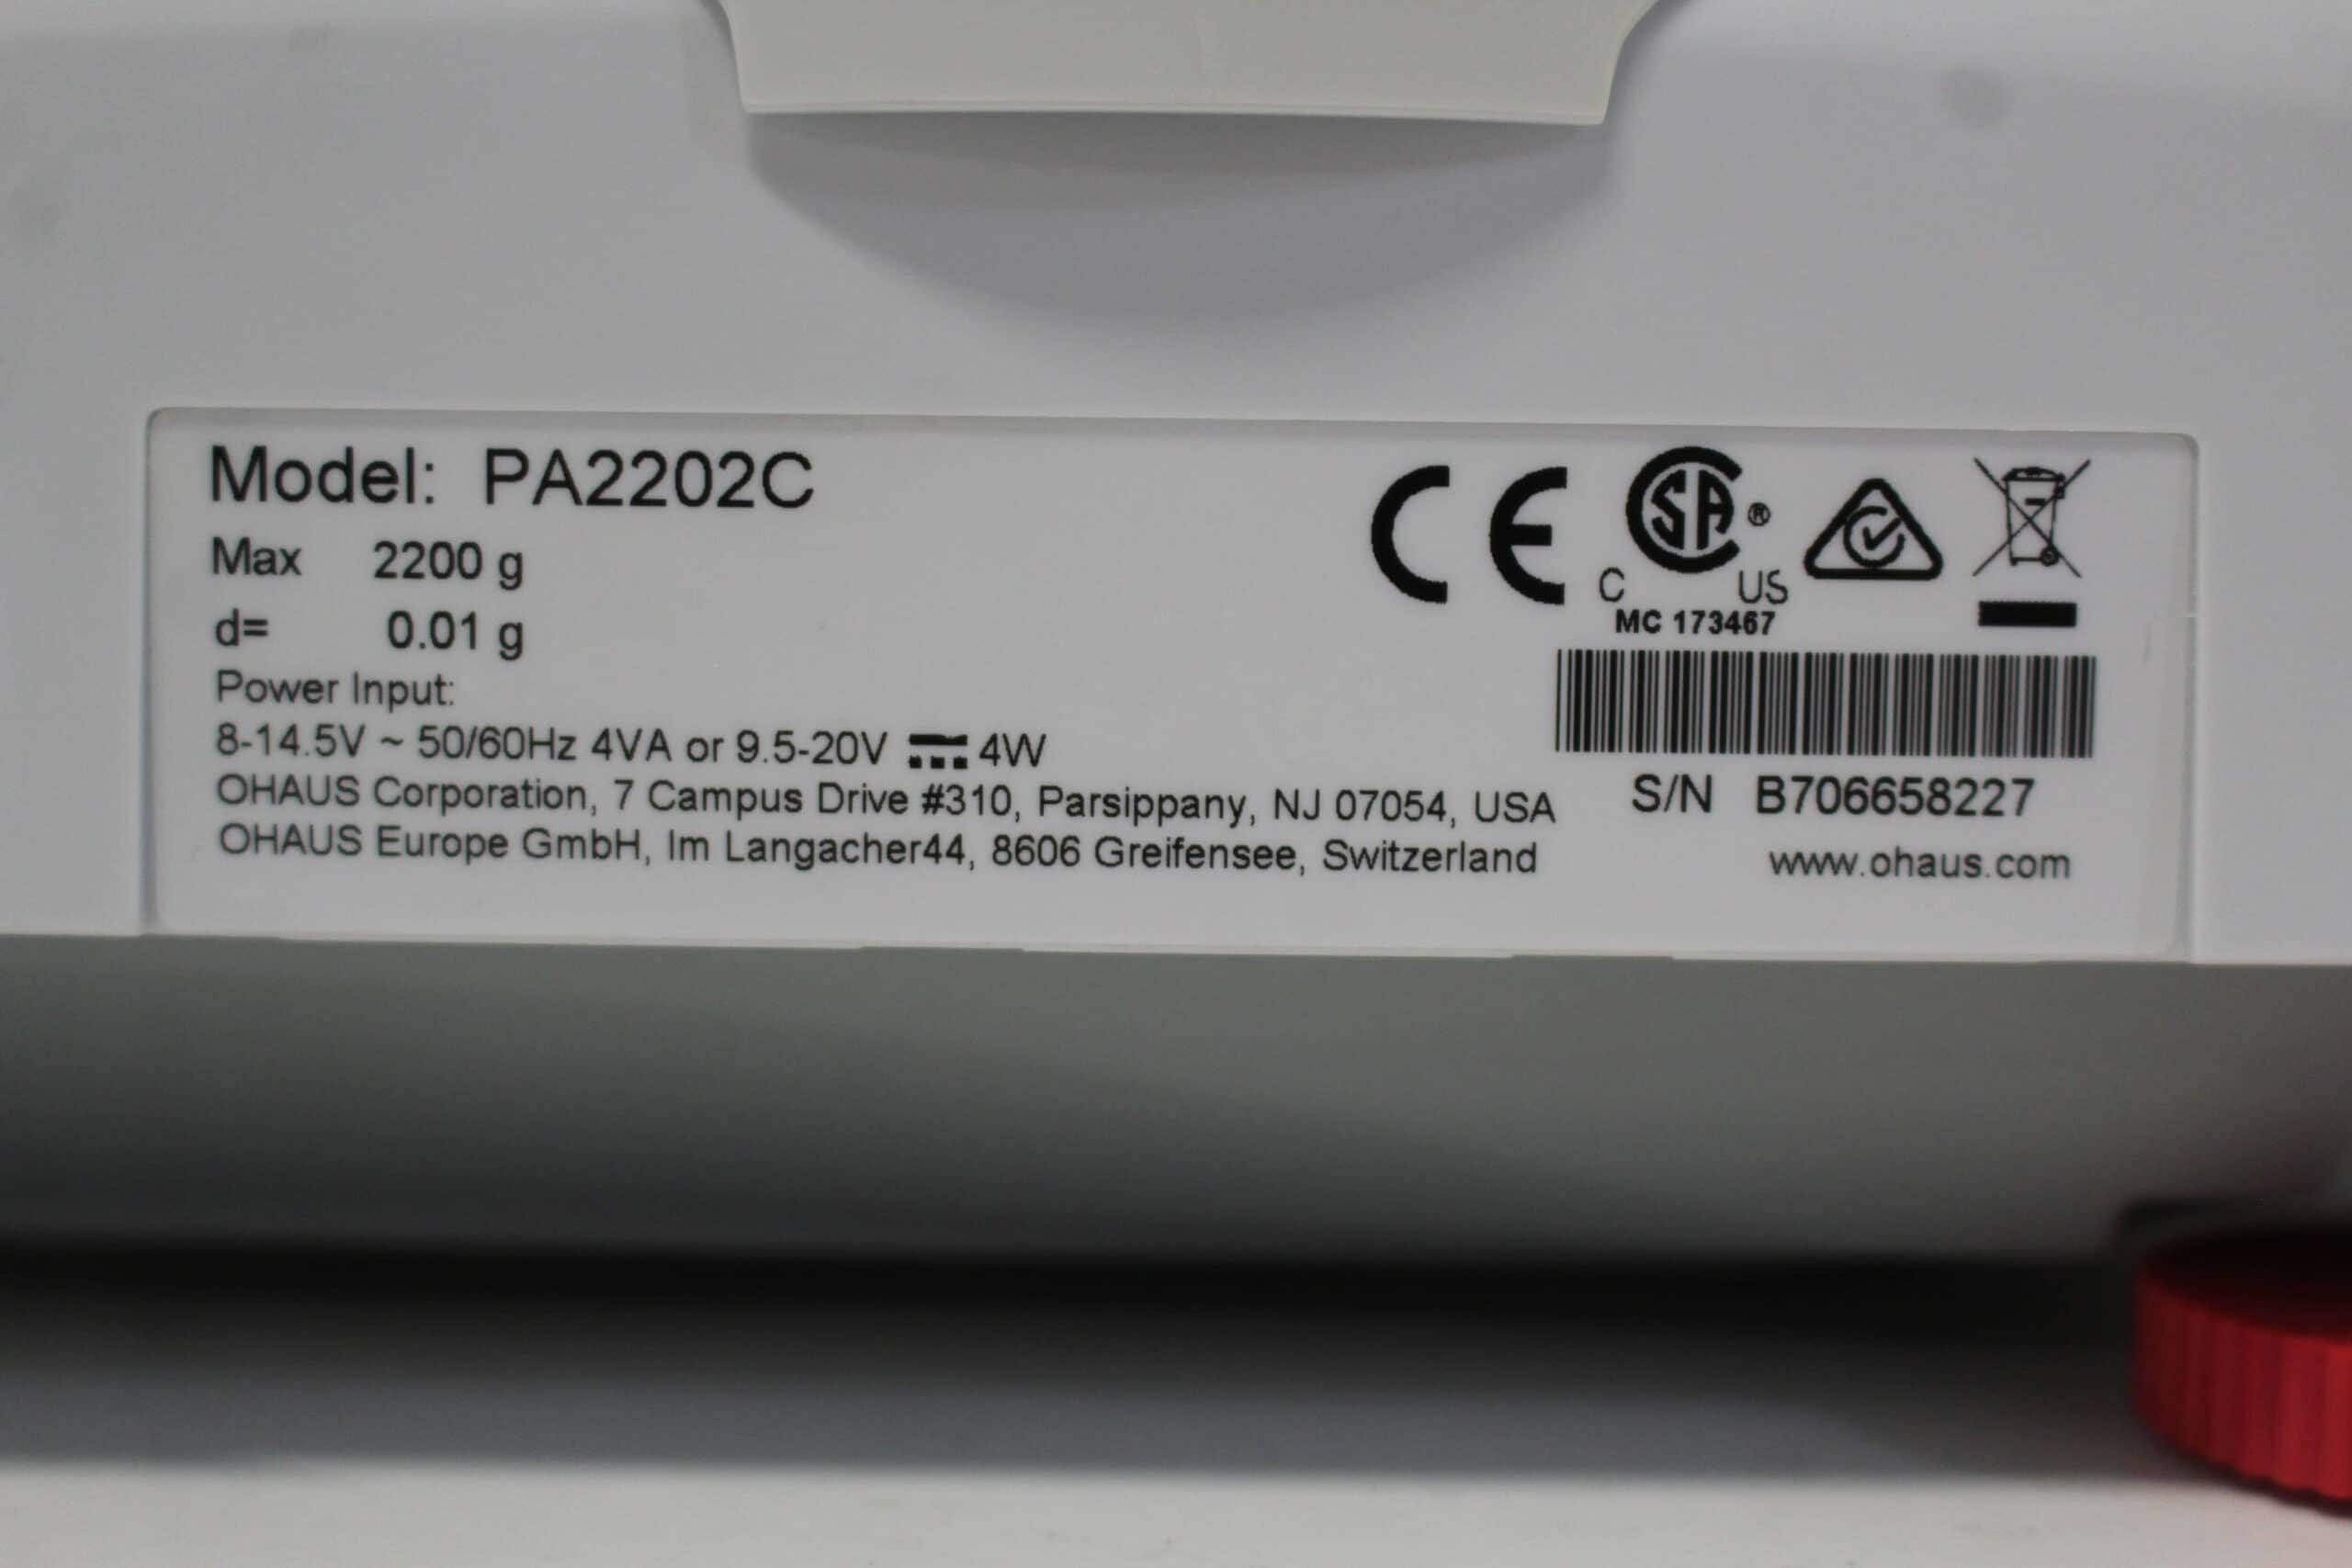 Model: PA2202C
Max 2200 g
d= 0.01 g
Power Input:
8-14.5V ~ 50/60Hz 4VA or 9.5-20V ⎓ 4W
OHAUS Corporation, 7 Campus Drive #310, Parsippany, NJ 07054, USA
OHAUS Europe GmbH, Im Langacher44, 8606 Greifensee, Switzerland
CE
SA ®
C US
MC 173467
S/N B706658227
www.ohaus.com